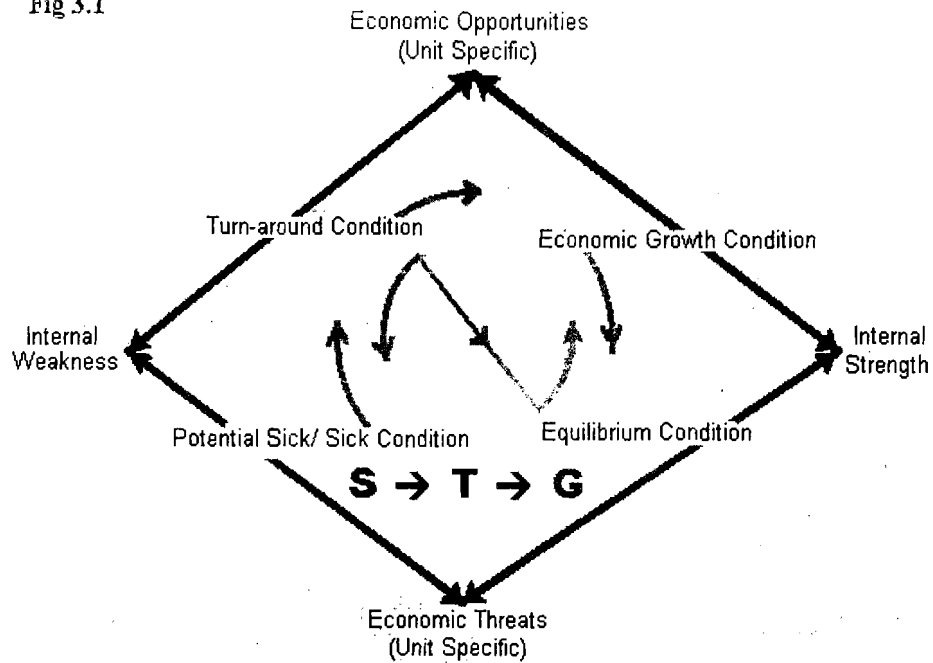 Fig 3.1
Economic Opportunities
(Unit Specific)
Turn-around Condition
Economic Growth Condition
Internal
Weakness
Internal
Strength
Potential Sick/ Sick Condition
Equilibrium Condition
S → T → G
Economic Threats
(Unit Specific)